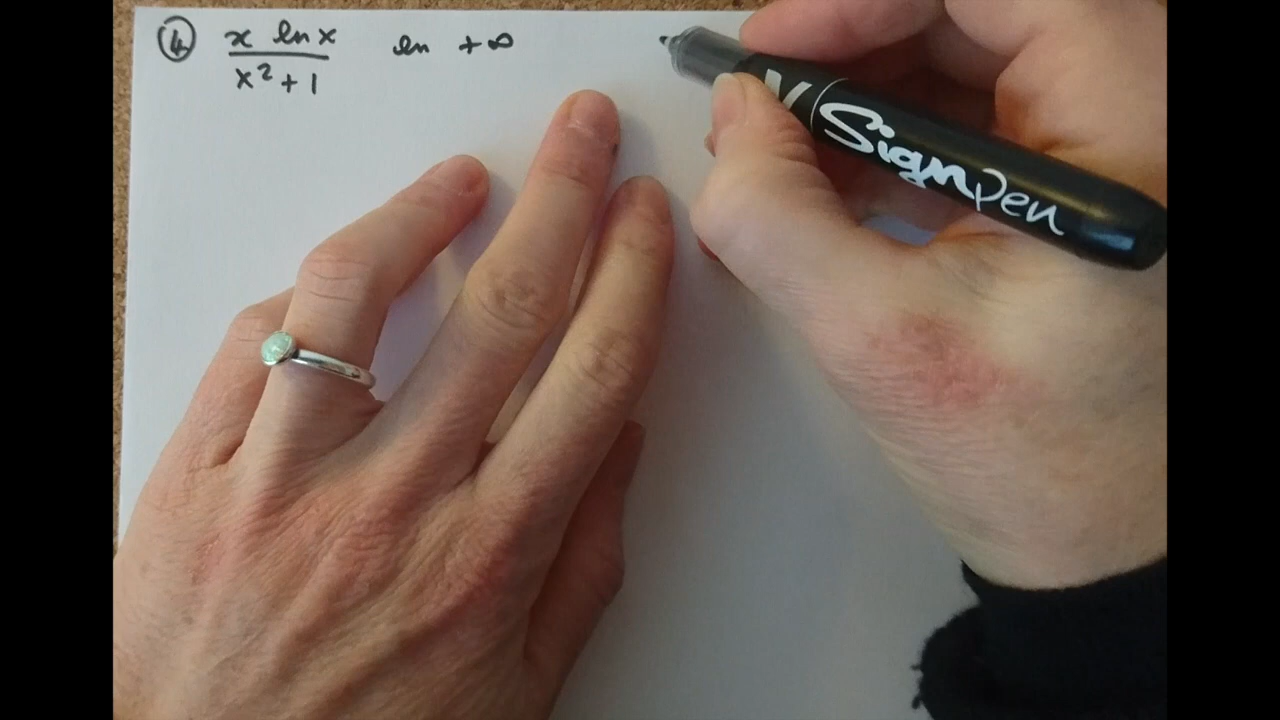 ④ x ln x / x² + 1 en +∞
V Sign pen